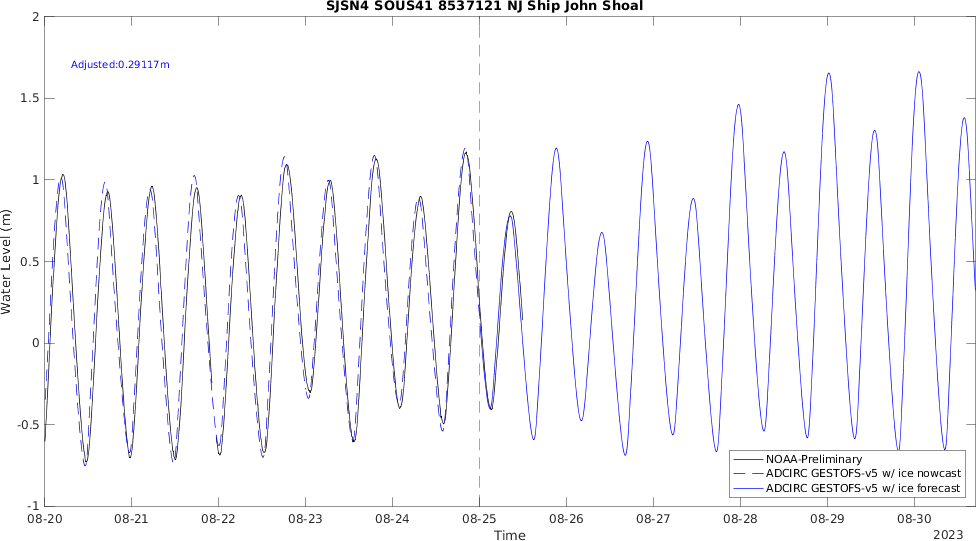 SJSN4 SOUS41 8537121 NJ Ship John Shoal
Adjusted:0.29117m
2
1.5
1
0.5
0
-0.5
-1
Water Level (m)
08-20 08-21 08-22 08-23 08-24 08-25 08-26 08-27 08-28 08-29 08-30
Time
2023
NOAA-Preliminary
ADCIRC GESTOFS-v5 w/ ice nowcast
ADCIRC GESTOFS-v5 w/ ice forecast